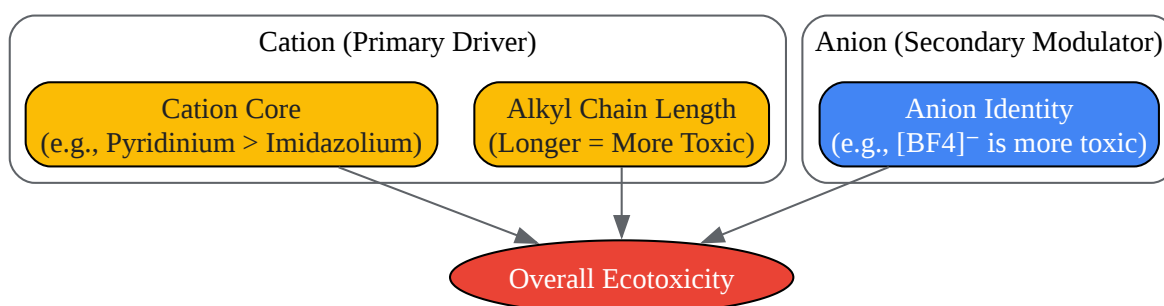 Cation (Primary Driver)
Anion (Secondary Modulator)
Cation Core
(e.g., Pyridinium > Imidazolium)
Alkyl Chain Length
(Longer = More Toxic)
Anion Identity
(e.g., [BF4]⁻ is more toxic)
Overall Ecotoxicity